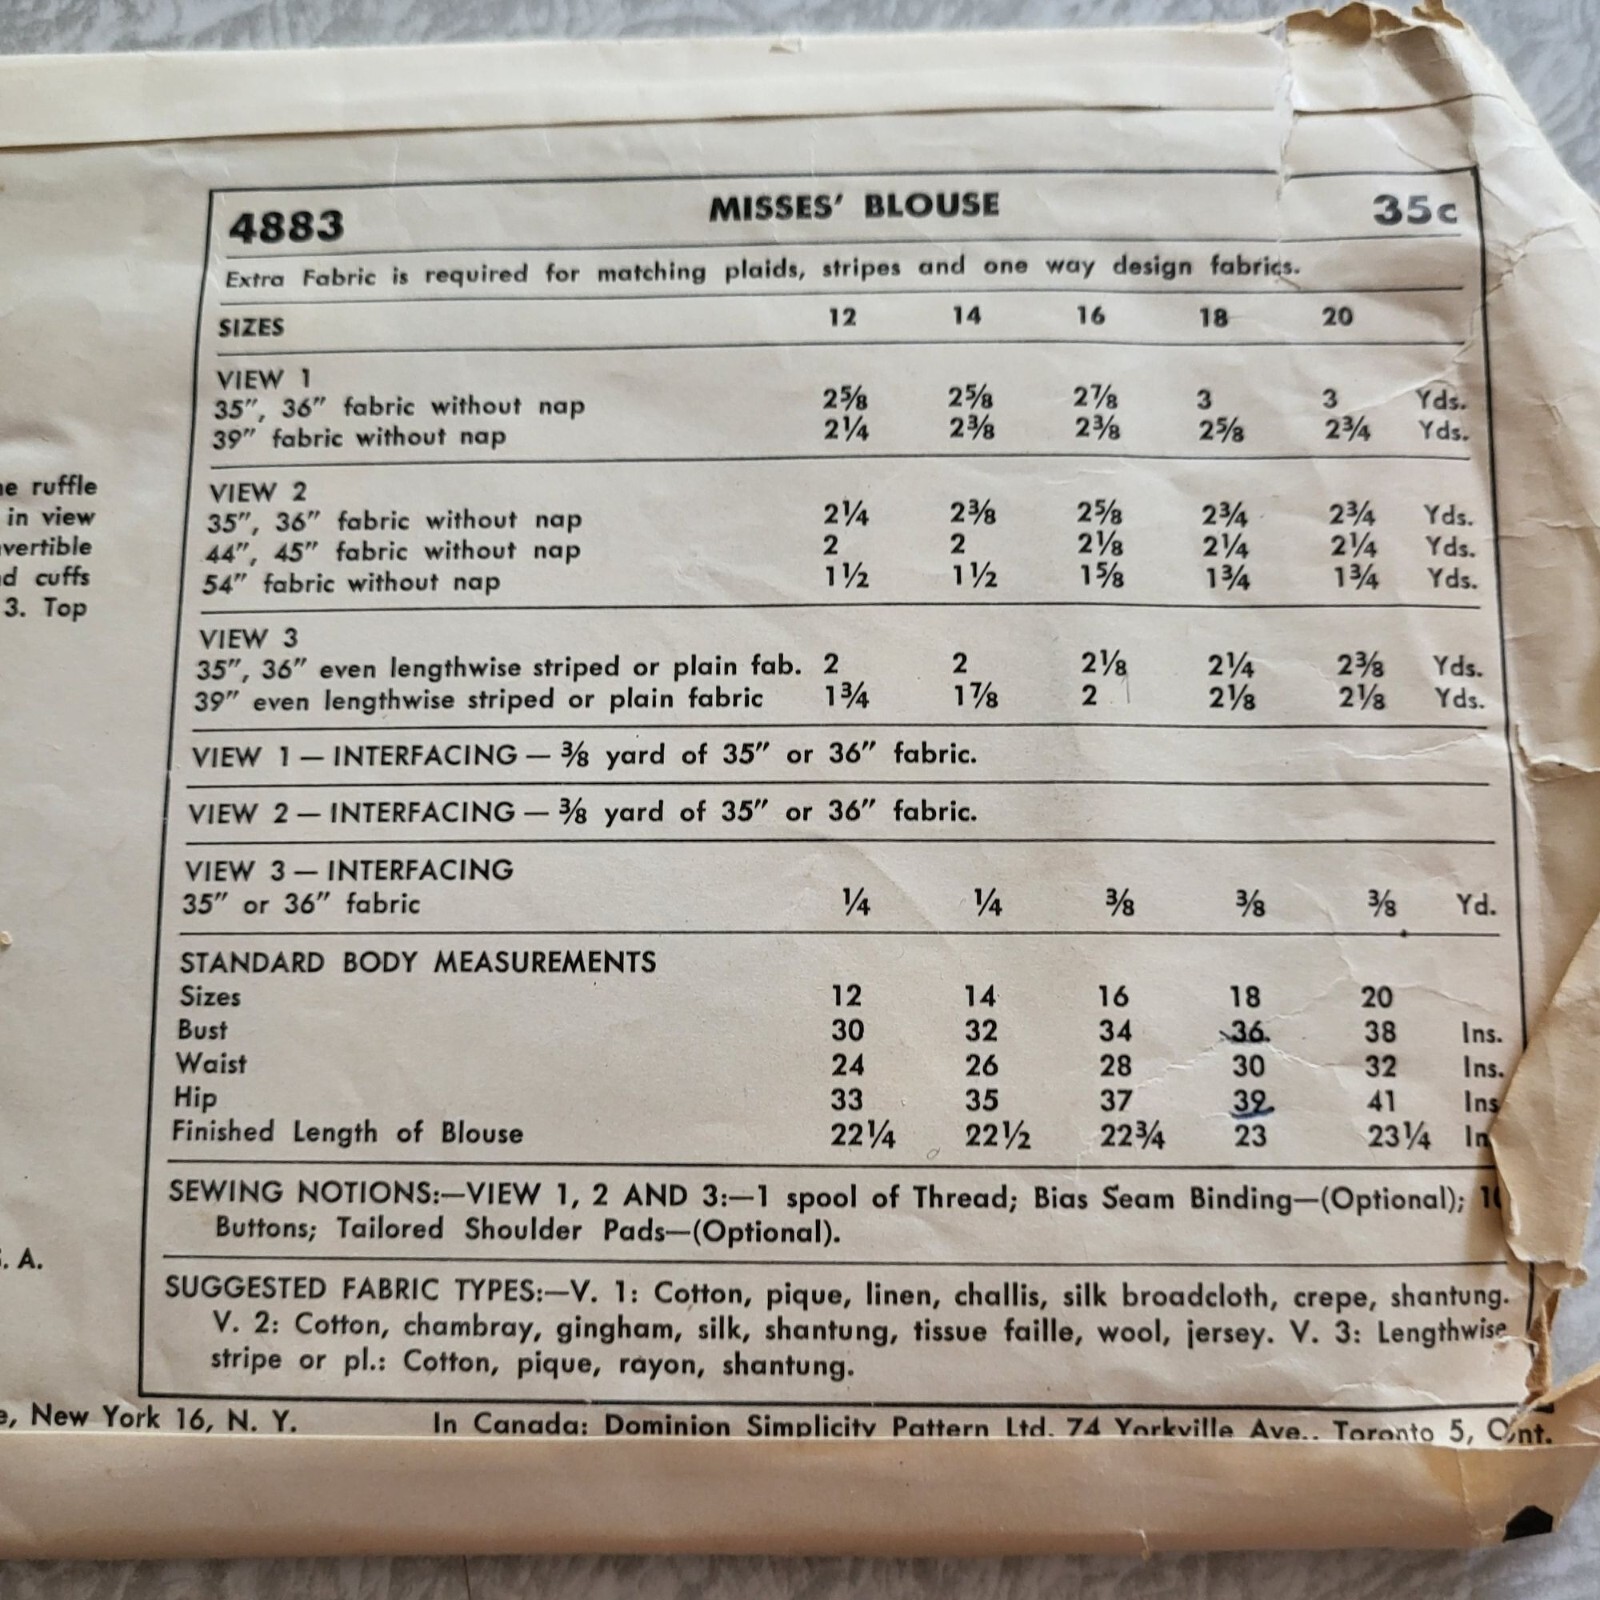 4883 MISSES' BLOUSE 35c
Extra Fabric is required for matching plaids, stripes and one way design fabrics.
SIZES 12 14 16 18 20
VIEW 1
35", 36" fabric without nap 2⅝ 2⅝ 2⅞ 3 3 Yds.
39" fabric without nap 2¼ 2⅜ 2⅜ 2⅝ 2¾ Yds.
VIEW 2
35", 36" fabric without nap 2¼ 2⅜ 2⅝ 2¾ 2¾ Yds.
44", 45" fabric without nap 2 2 2⅛ 2¼ 2¼ Yds.
54" fabric without nap 1½ 1½ 1⅝ 1¾ 1¾ Yds.
VIEW 3
35", 36" even lengthwise striped or plain fab. 2 2 2⅛ 2¼ 2⅜ Yds.
39" even lengthwise striped or plain fabric 1¾ 1⅞ 2 2⅛ 2⅛ Yds.
VIEW 1 — INTERFACING — ⅜ yard of 35" or 36" fabric.
VIEW 2 — INTERFACING — ⅜ yard of 35" or 36" fabric.
VIEW 3 — INTERFACING
35" or 36" fabric ¼ ¼ ⅜ ⅜ ⅜ Yd.
STANDARD BODY MEASUREMENTS
Sizes 12 14 16 18 20
Bust 30 32 34 36 38 Ins.
Waist 24 26 28 30 32 Ins.
Hip 33 35 37 39 41 Ins
Finished Length of Blouse 22¼ 22½ 22¾ 23 23¼ In
SEWING NOTIONS:—VIEW 1, 2 AND 3:—1 spool of Thread; Bias Seam Binding—(Optional);
Buttons; Tailored Shoulder Pads—(Optional).
SUGGESTED FABRIC TYPES:—V. 1: Cotton, pique, linen, challis, silk broadcloth, crepe, shantung.
V. 2: Cotton, chambray, gingham, silk, shantung, tissue faille, wool, jersey. V. 3: Lengthwise
stripe or pl.: Cotton, pique, rayon, shantung.
ruffle
in view
cuffs
3. Top
. A.
, New York 16, N. Y. In Canada: Dominion Simplicity Pattern Ltd. 74 Yorkville Ave., Toronto 5, Ont.